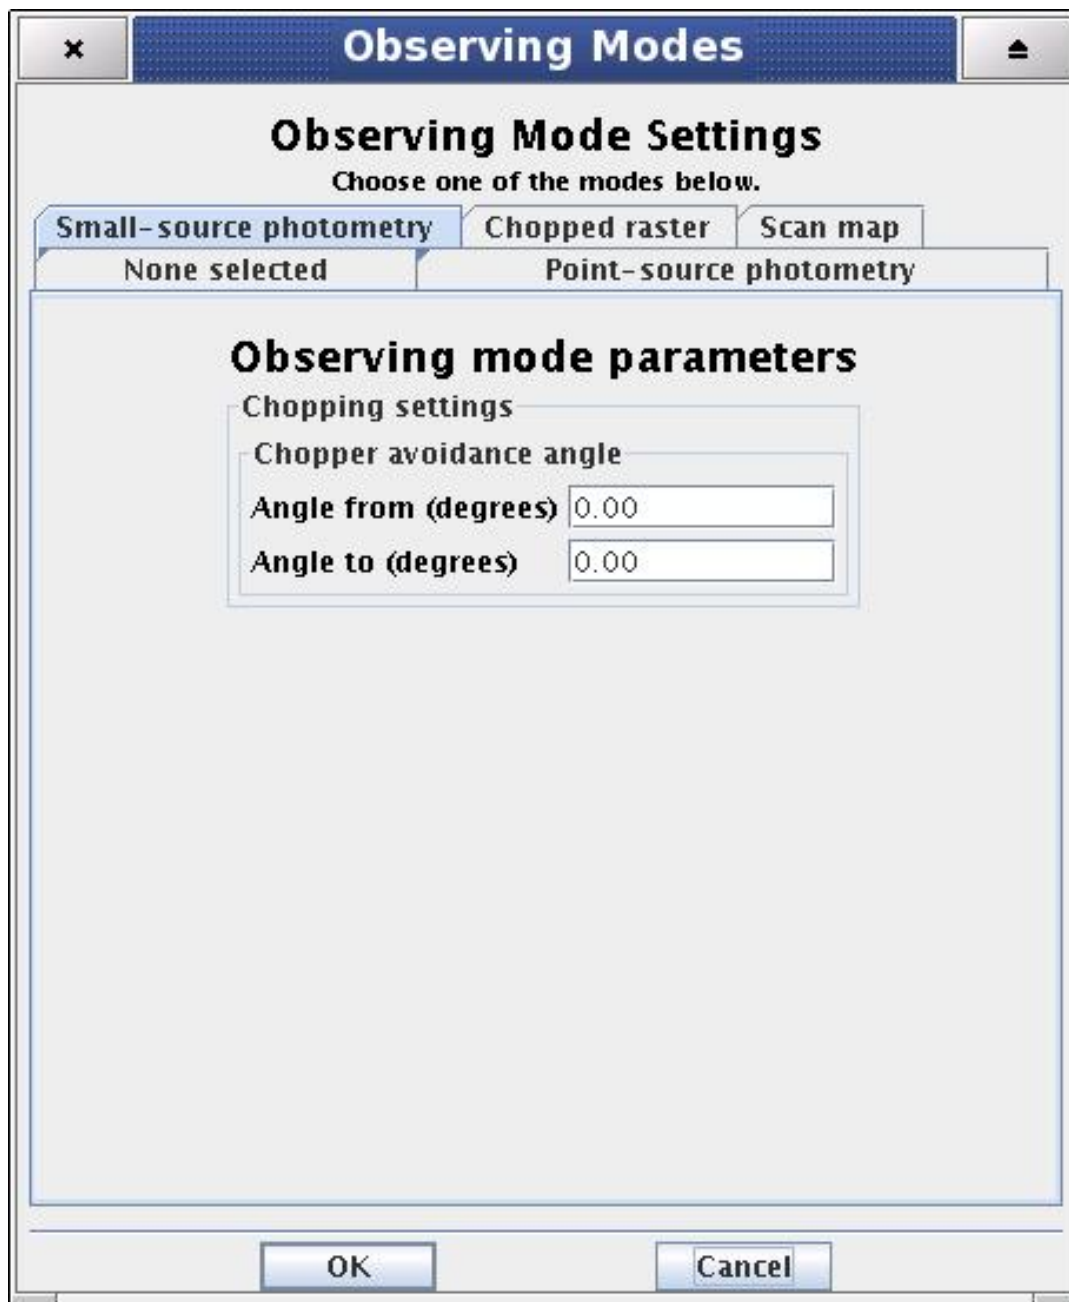 Observing Modes
Observing Mode Settings
Choose one of the modes below.
Small-source photometry Chopped raster Scan map
None selected Point-source photometry
Observing mode parameters
Chopping settings
Chopper avoidance angle
Angle from (degrees) 0.00
Angle to (degrees) 0.00
OK Cancel